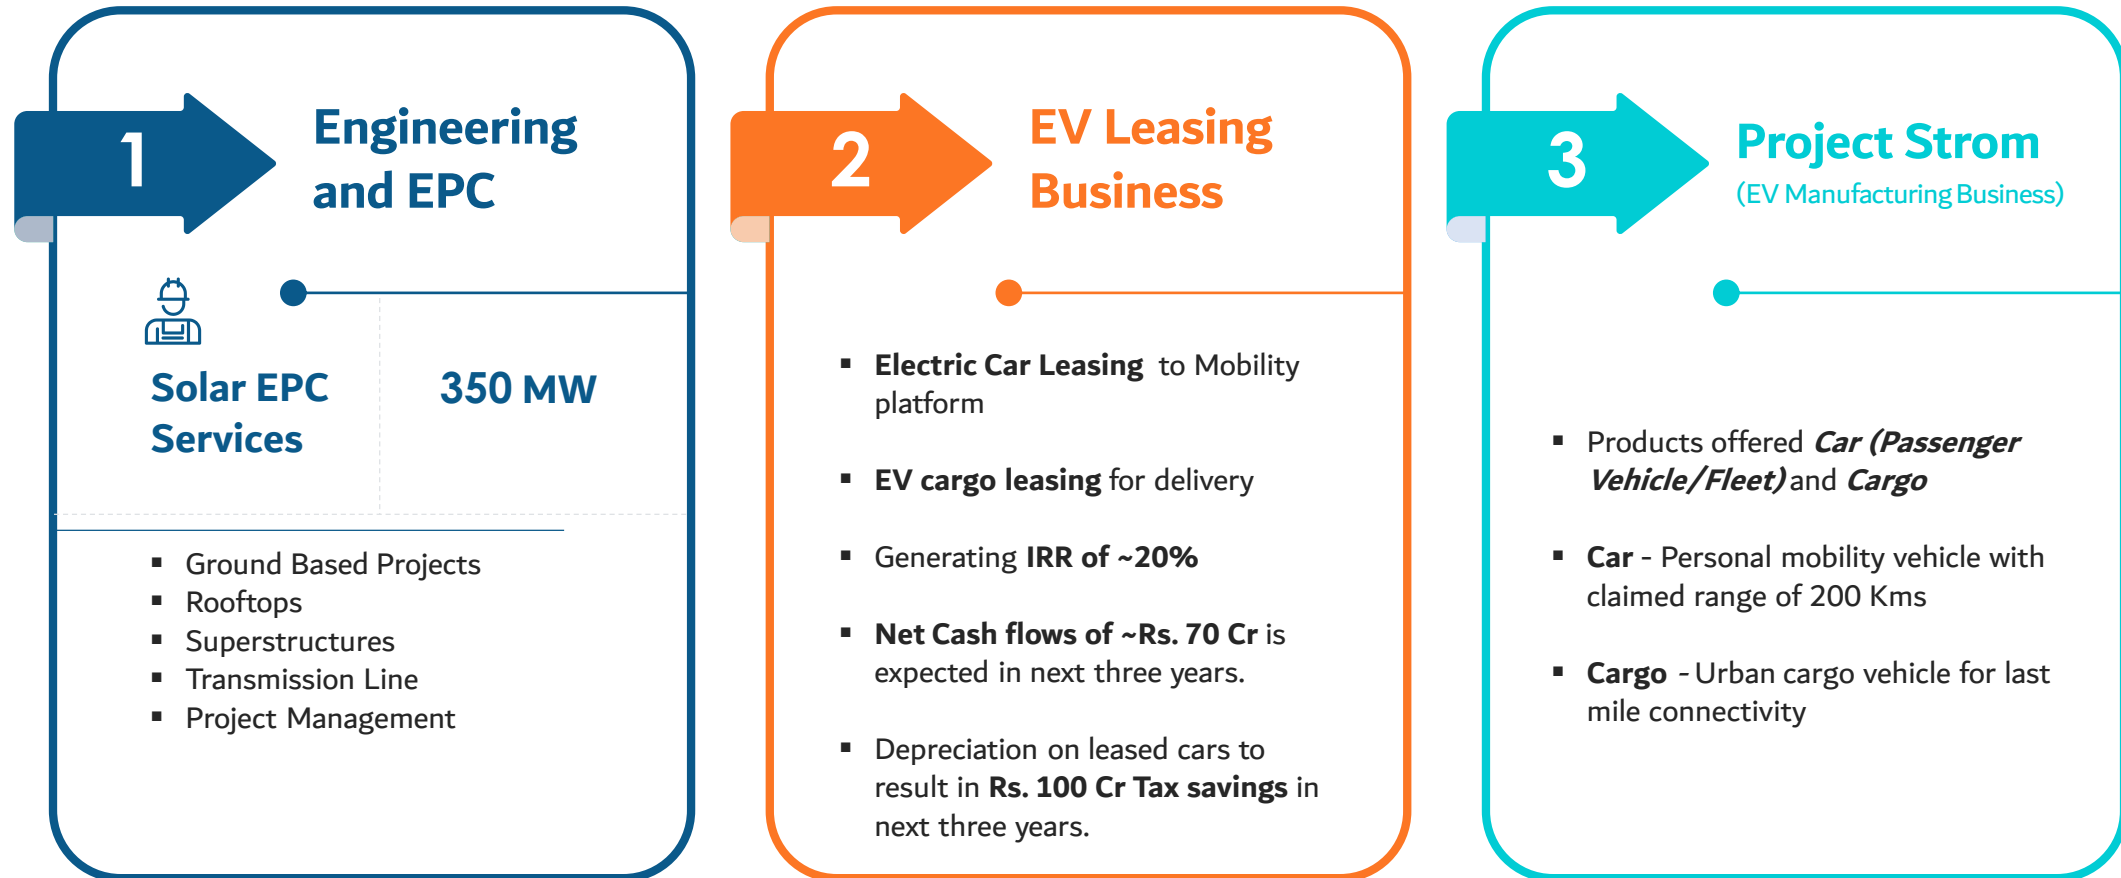 1
Engineering
and EPC
Solar EPC
Services
350 MW
▪ Ground Based Projects
▪ Rooftops
▪ Superstructures
▪ Transmission Line
▪ Project Management
2
EV Leasing
Business
▪ Electric Car Leasing to Mobility
platform
▪ EV cargo leasing for delivery
▪ Generating IRR of ~20%
▪ Net Cash flows of ~Rs. 70 Cr is
expected in next three years.
▪ Depreciation on leased cars to
result in Rs. 100 Cr Tax savings in
next three years.
3
Project Strom
(EV Manufacturing Business)
▪ Products offered Car (Passenger
Vehicle/Fleet) and Cargo
▪ Car - Personal mobility vehicle with
claimed range of 200 Kms
▪ Cargo - Urban cargo vehicle for last
mile connectivity